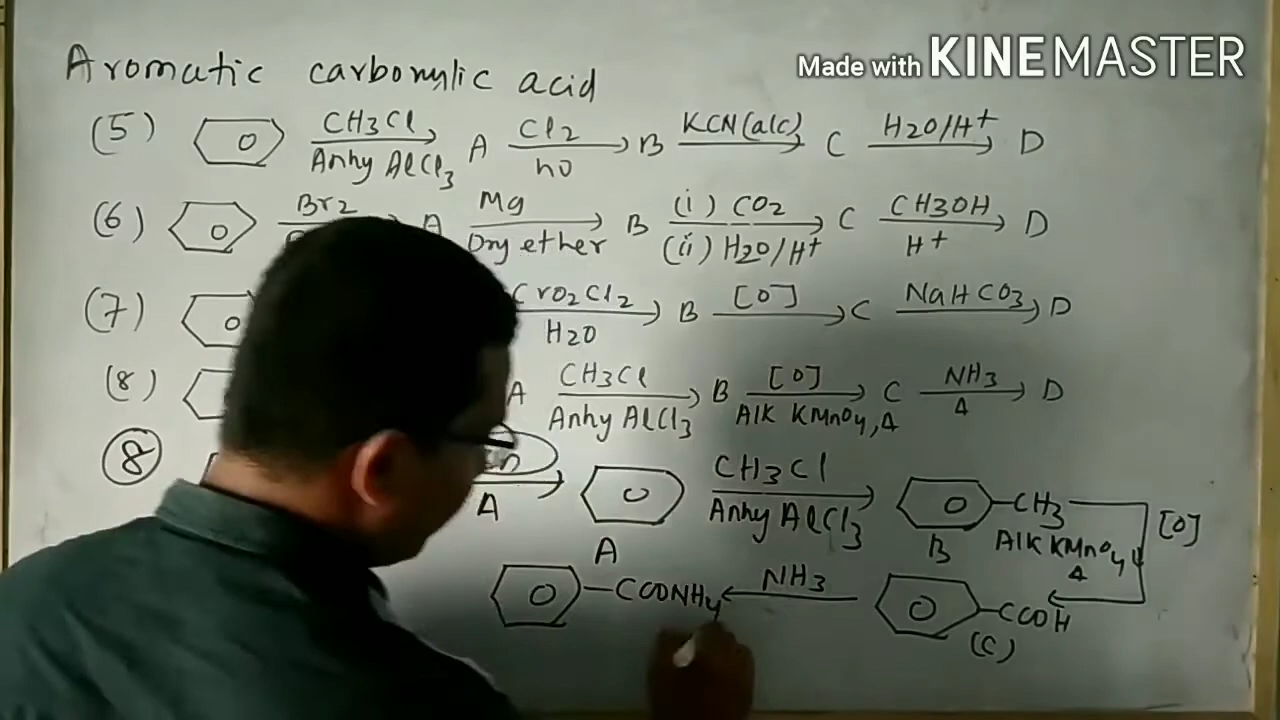 Made with KINEMASTER
Aromatic carbonylic acid
(5) CH3Cl Anhy AlCl3 A Cl2 hυ B KCN(alc) C H2O/H+ D
(6) Br2 A Mg Dry ether B (i) CO2 (ii) H2O/H+ C CH3OH H+ D
(7) CrO2Cl2 H2O B [O] C NaHCO3 D
(8) A CH3Cl Anhy AlCl3 B [O] Alk KMnO4, Δ C NH3 Δ D
(8) Δ A CH3Cl Anhy AlCl3 CH3 B [O] Alk KMnO4 Δ
COONH4 NH3 COOH (C)